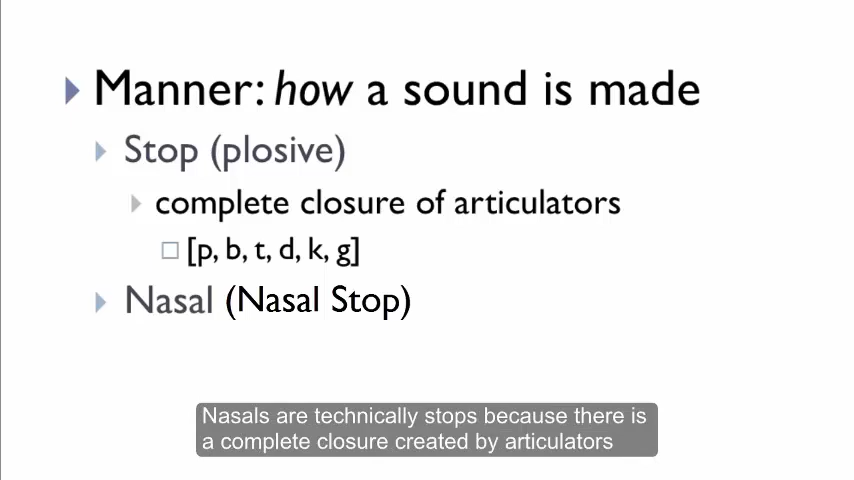 Manner: how a sound is made
Stop (plosive)
complete closure of articulators
[p, b, t, d, k, g]
Nasal (Nasal Stop)
Nasals are technically stops because there is
a complete closure created by articulators